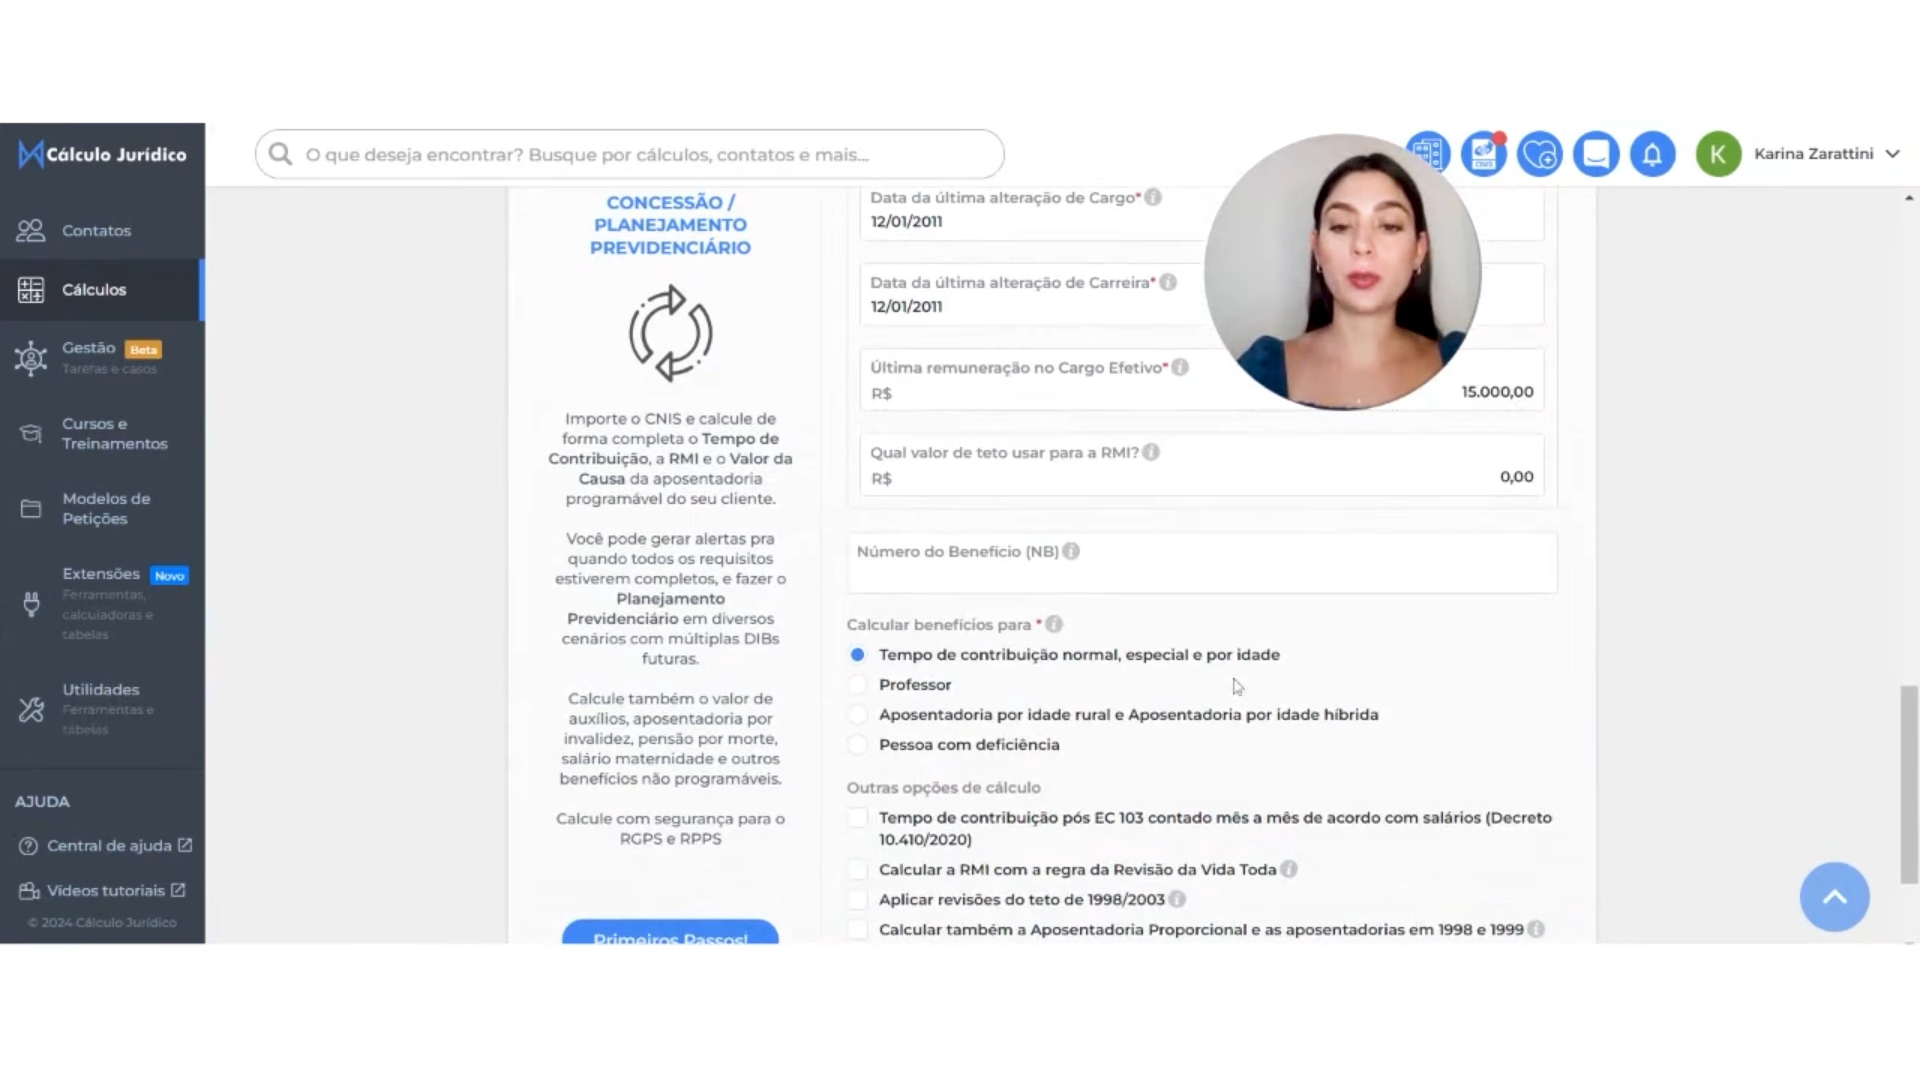 Cálculo Jurídico
O que deseja encontrar? Busque por cálculos, contatos e mais...
CNIS
K
Karina Zarattini
Contatos
Cálculos
Gestão Beta
Tarefas e casos
Cursos e
Treinamentos
Modelos de
Petições
Extensões Novo
Ferramentas,
calculadoras e
tabelas
Utilidades
Ferramentas e
tabelas
AJUDA
Central de ajuda
Vídeos tutoriais
© 2024 Cálculo Jurídico
CONCESSÃO /
PLANEJAMENTO
PREVIDENCIÁRIO
Importe o CNIS e calcule de
forma completa o Tempo de
Contribuição, a RMI e o Valor da
Causa da aposentadoria
programável do seu cliente.
Você pode gerar alertas pra
quando todos os requisitos
estiverem completos, e fazer o
Planejamento
Previdenciário em diversos
cenários com múltiplas DIBs
futuras.
Calcule também o valor de
auxílios, aposentadoria por
invalidez, pensão por morte,
salário maternidade e outros
benefícios não programáveis.
Calcule com segurança para o
RGPS e RPPS
Primeiros Passos!
Data da última alteração de Cargo*
12/01/2011
Data da última alteração de Carreira*
12/01/2011
Última remuneração no Cargo Efetivo*
R$ 15.000,00
Qual valor de teto usar para a RMI?
R$ 0,00
Número do Benefício (NB)
Calcular benefícios para *
Tempo de contribuição normal, especial e por idade
Professor
Aposentadoria por idade rural e Aposentadoria por idade híbrida
Pessoa com deficiência
Outras opções de cálculo
Tempo de contribuição pós EC 103 contado mês a mês de acordo com salários (Decreto
10.410/2020)
Calcular a RMI com a regra da Revisão da Vida Toda
Aplicar revisões do teto de 1998/2003
Calcular também a Aposentadoria Proporcional e as aposentadorias em 1998 e 1999